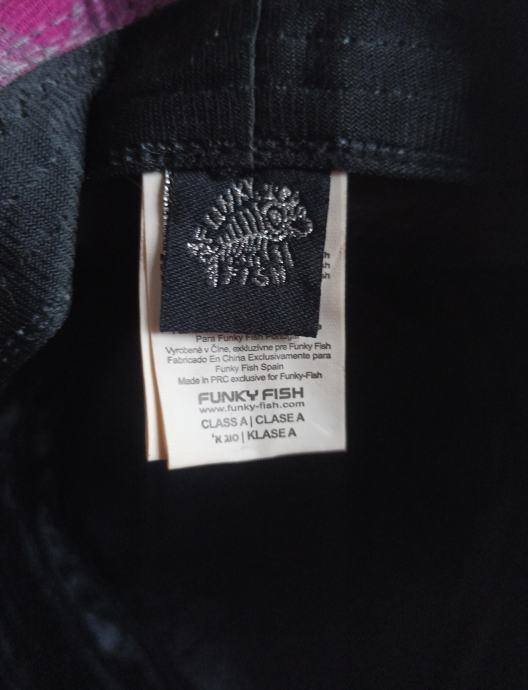 FUNKY
FISH
Para Funky Fish Portugal
Vyrobené v Číne, exkluzívne pre Funky Fish
Fabricado En China Exclusivamente para
Funky Fish Spain
Made in PRC exclusive for Funky-Fish
FUNKY FISH
www.funky-fish.com
CLASS A | CLASE A
סוג א' | KLASE A